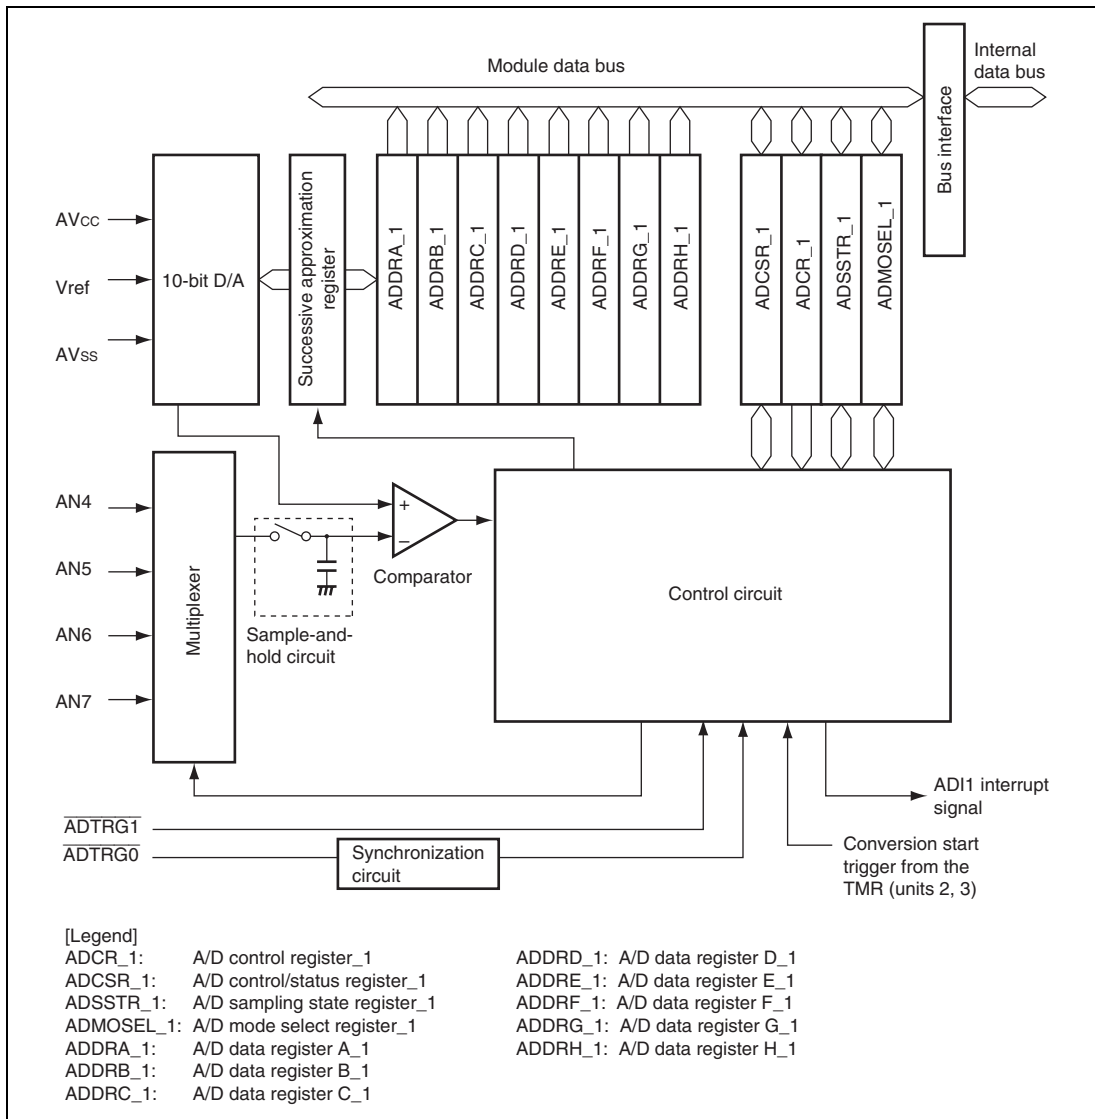 Module data bus
Internal
data bus
Bus interface
AVCC
Vref
AVSS
10-bit D/A
Successive approximation
register
ADDRA_1
ADDRB_1
ADDRC_1
ADDRD_1
ADDRE_1
ADDRF_1
ADDRG_1
ADDRH_1
ADCSR_1
ADCR_1
ADSSTR_1
ADMOSEL_1
AN4
AN5
AN6
AN7
Multiplexer
+
–
Comparator
Sample-and-
hold circuit
Control circuit
ADI1 interrupt
signal
ADTRG1
ADTRG0
Synchronization
circuit
Conversion start
trigger from the
TMR (units 2, 3)
[Legend]
ADCR_1: A/D control register_1
ADCSR_1: A/D control/status register_1
ADSSTR_1: A/D sampling state register_1
ADMOSEL_1: A/D mode select register_1
ADDRA_1: A/D data register A_1
ADDRB_1: A/D data register B_1
ADDRC_1: A/D data register C_1
ADDRD_1: A/D data register D_1
ADDRE_1: A/D data register E_1
ADDRF_1: A/D data register F_1
ADDRG_1: A/D data register G_1
ADDRH_1: A/D data register H_1